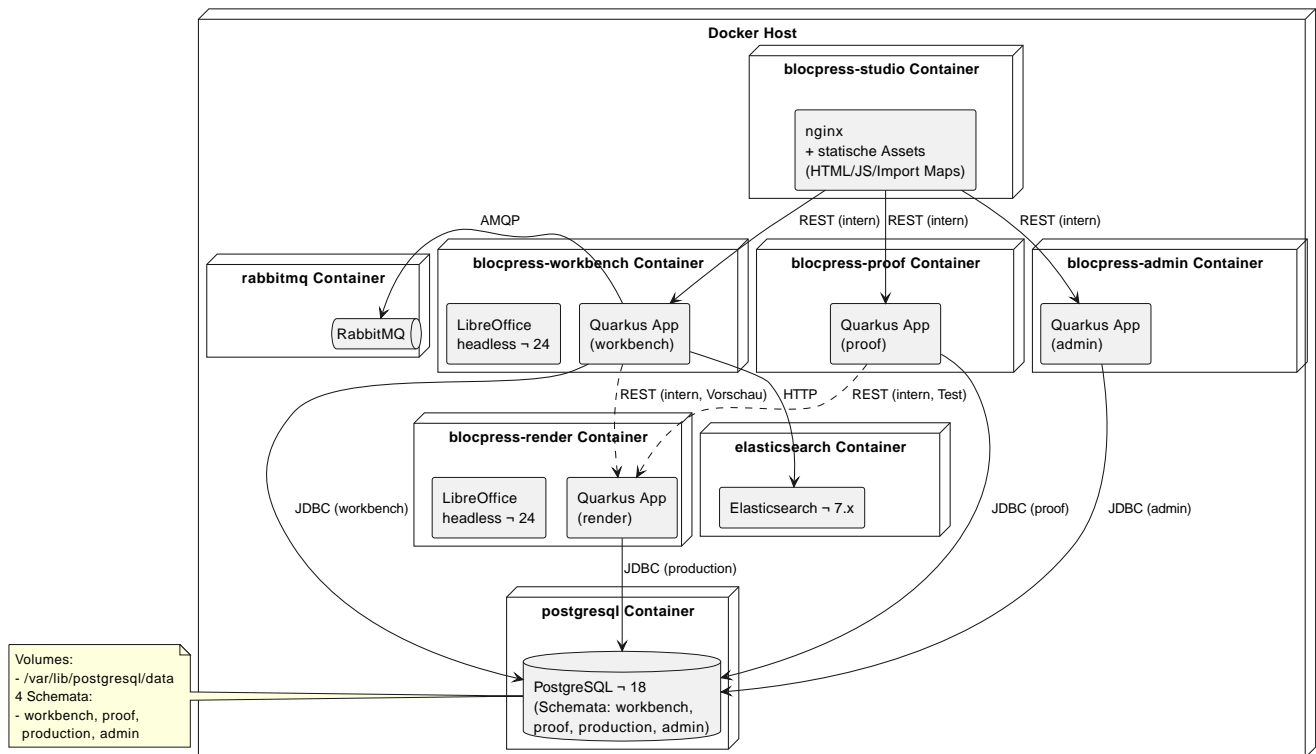 Docker Host
blocpress-studio Container
nginx
+ statische Assets
(HTML/JS/Import Maps)
AMQP
REST (intern)
REST (intern)
REST (intern)
rabbitmq Container
RabbitMQ
blocpress-workbench Container
LibreOffice
headless ¬ 24
Quarkus App
(workbench)
blocpress-proof Container
Quarkus App
(proof)
blocpress-admin Container
Quarkus App
(admin)
REST (intern, Vorschau)
HTTP
REST (intern, Test)
blocpress-render Container
LibreOffice
headless ¬ 24
Quarkus App
(render)
elasticsearch Container
Elasticsearch ¬ 7.x
JDBC (workbench)
JDBC (proof)
JDBC (admin)
JDBC (production)
postgresql Container
PostgreSQL ¬ 18
(Schemata: workbench,
proof, production, admin)
Volumes:
- /var/lib/postgresql/data
4 Schemata:
- workbench, proof,
production, admin